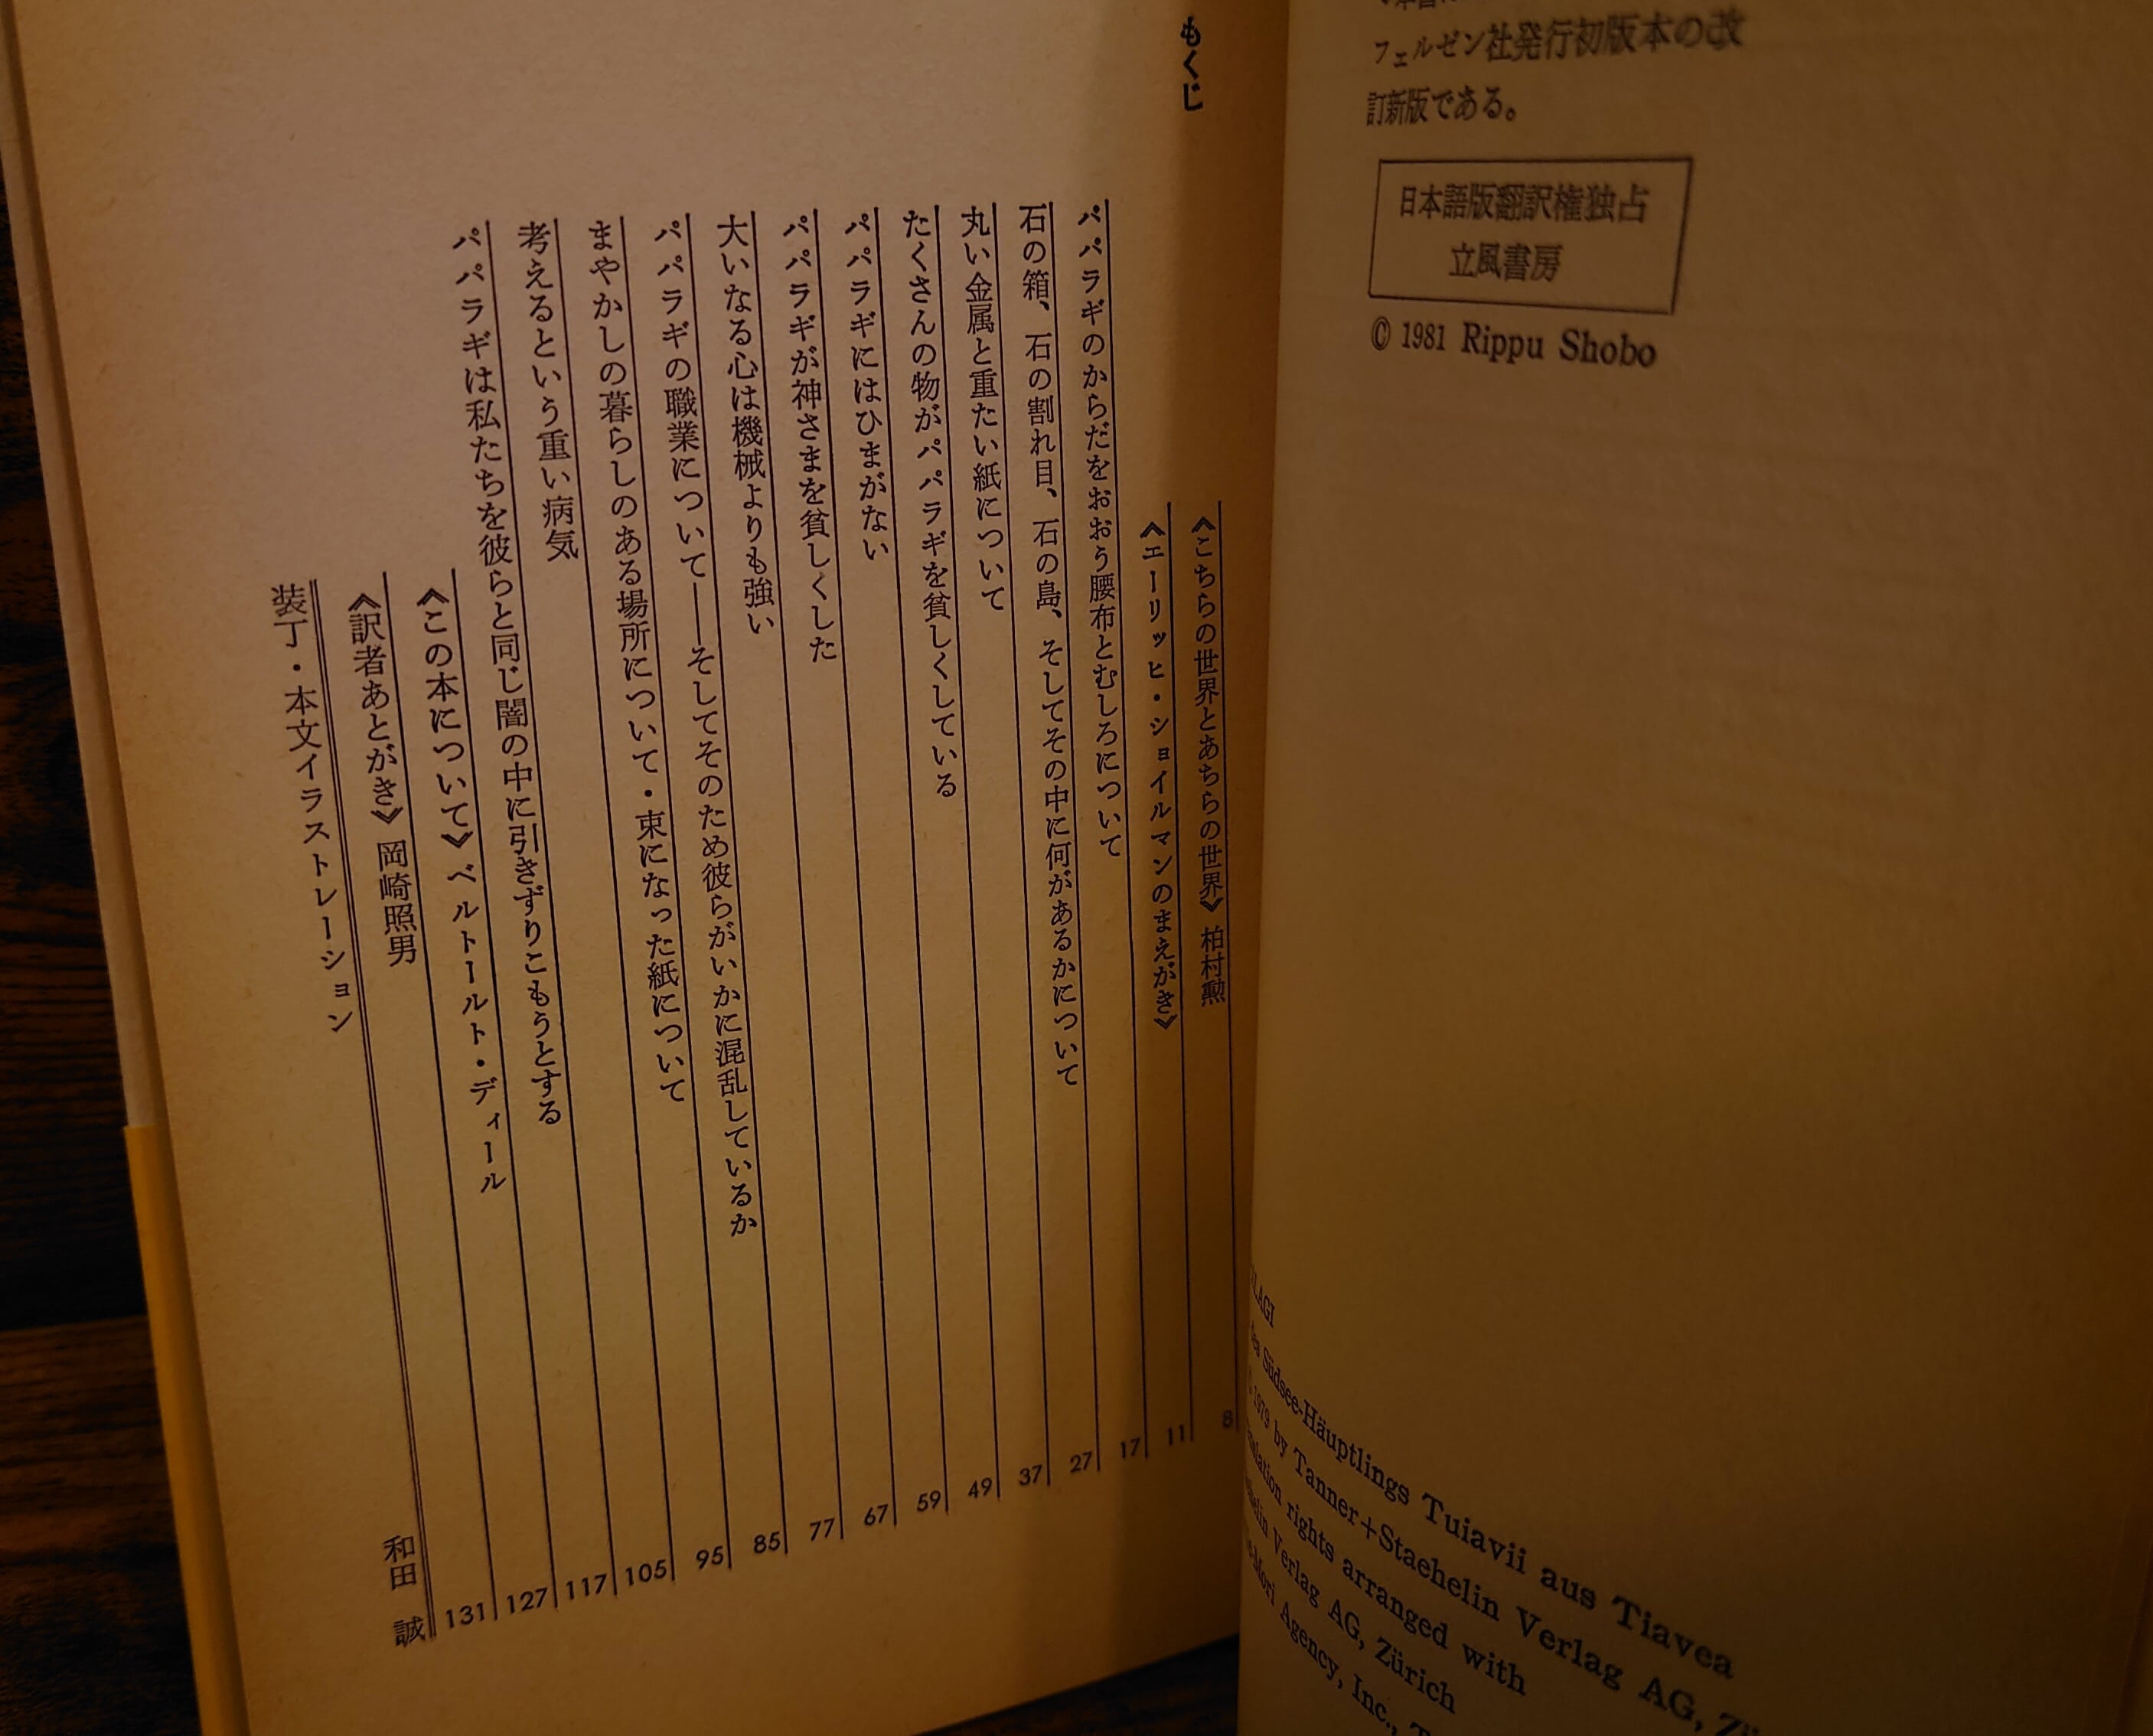 フェルゼン社発行初版本の改
訂新版である。
日本語版翻訳権独占
立風書房
© 1981 Rippu Shobo
Südsee-Häuptlings Tuiavii aus Tiavea
1979 by Tanner+Staehelin Verlag AG,
rights arranged with
Verlag AG, Zürich
Agency, Inc.,
もくじ
《こちらの世界とあちらの世界》 柏村勲 8
《エーリッヒ・ショイルマンのまえがき》 11
パパラギのからだをおおう腰布とむしろについて 17
石の箱、石の割れ目、石の島、そしてその中に何があるかについて 27
丸い金属と重たい紙について 37
たくさんの物がパパラギを貧しくしている 49
パパラギにはひまがない 59
パパラギが神さまを貧しくした 67
大いなる心は機械よりも強い 77
パパラギの職業について――そしてそのため彼らがいかに混乱しているか 85
まやかしの暮らしのある場所について・束になった紙について 95
考えるという重い病気 105
パパラギは私たちを彼らと同じ闇の中に引きずりこもうとする 117
《この本について》 ベルトールト・ディール 127
《訳者あとがき》 岡崎照男 131
装丁・本文イラストレーション 和田 誠